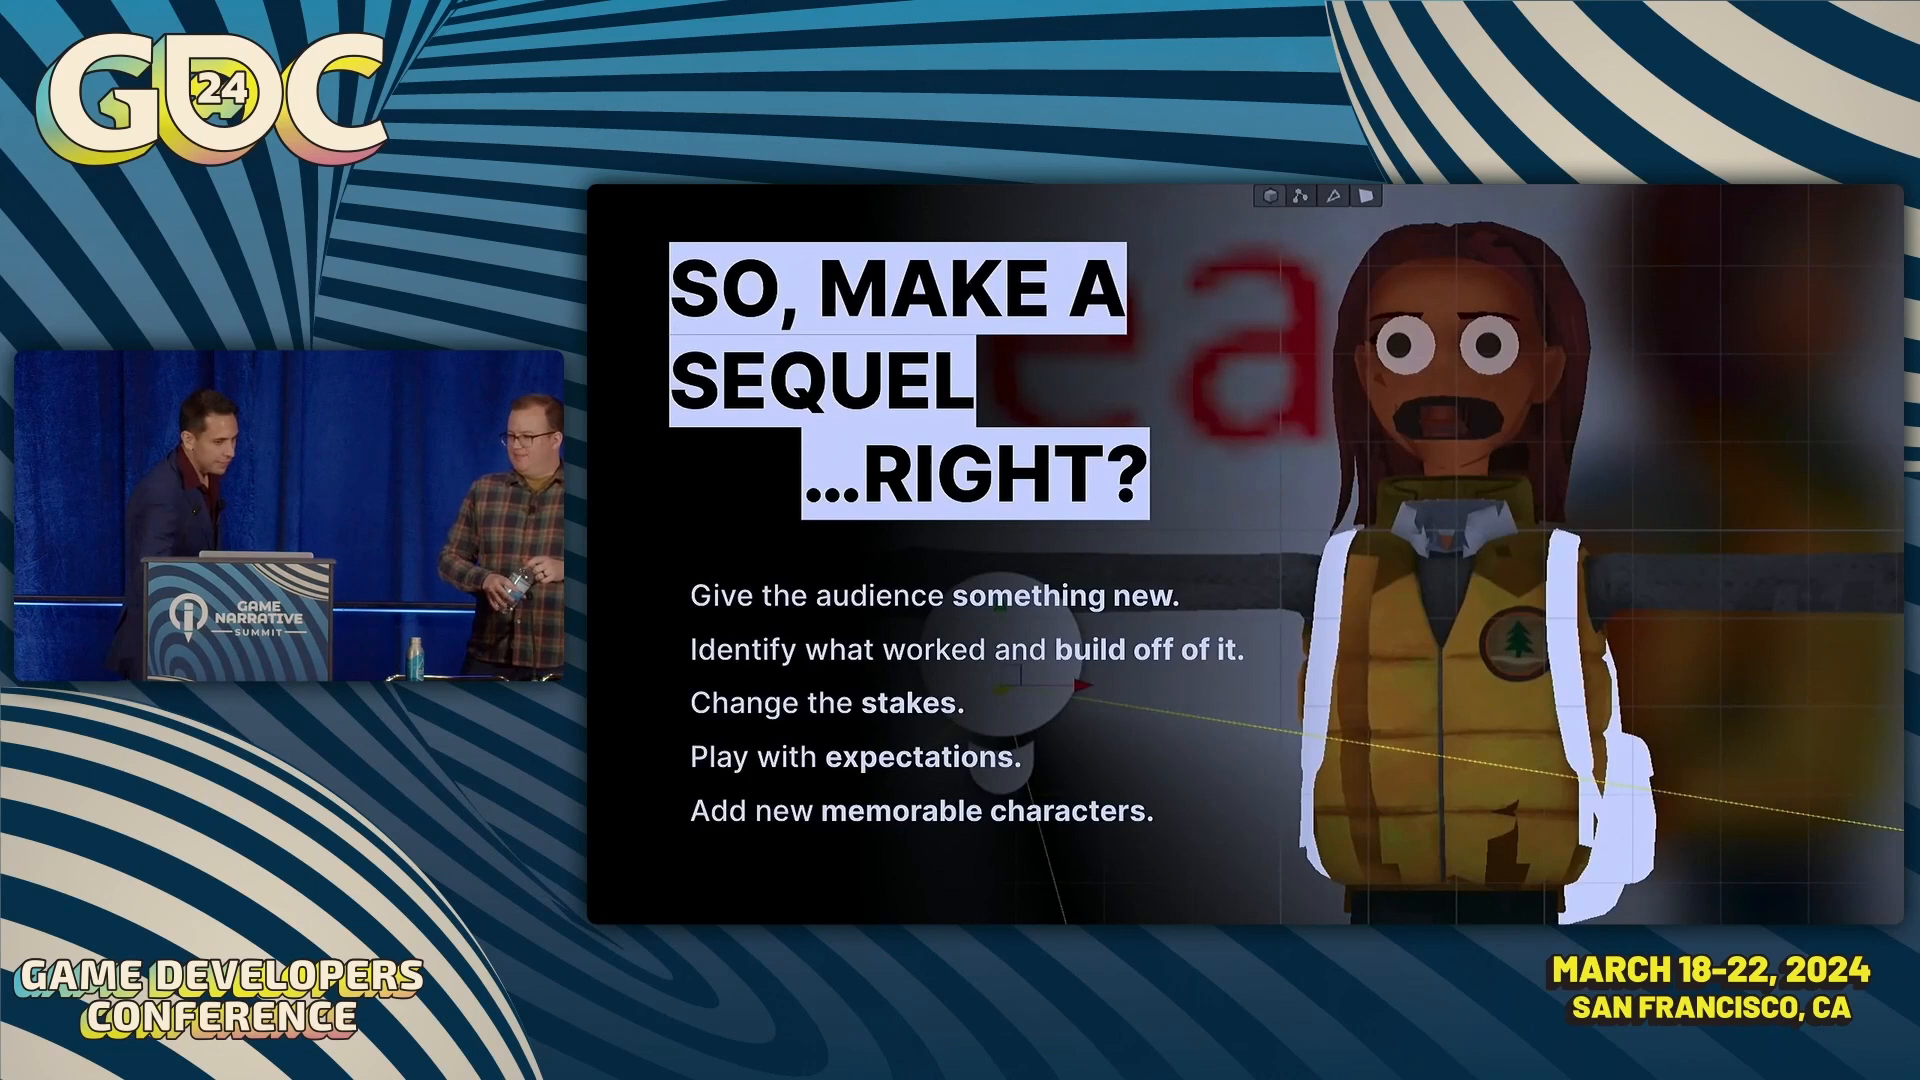 GDC
24
SO, MAKE A
SEQUEL
...RIGHT?
ea
Give the audience something new.
Identify what worked and build off of it.
Change the stakes.
Play with expectations.
Add new memorable characters.
GAME
NARRATIVE
SUMMIT
GAME DEVELOPERS
CONFERENCE
MARCH 18-22, 2024
SAN FRANCISCO, CA